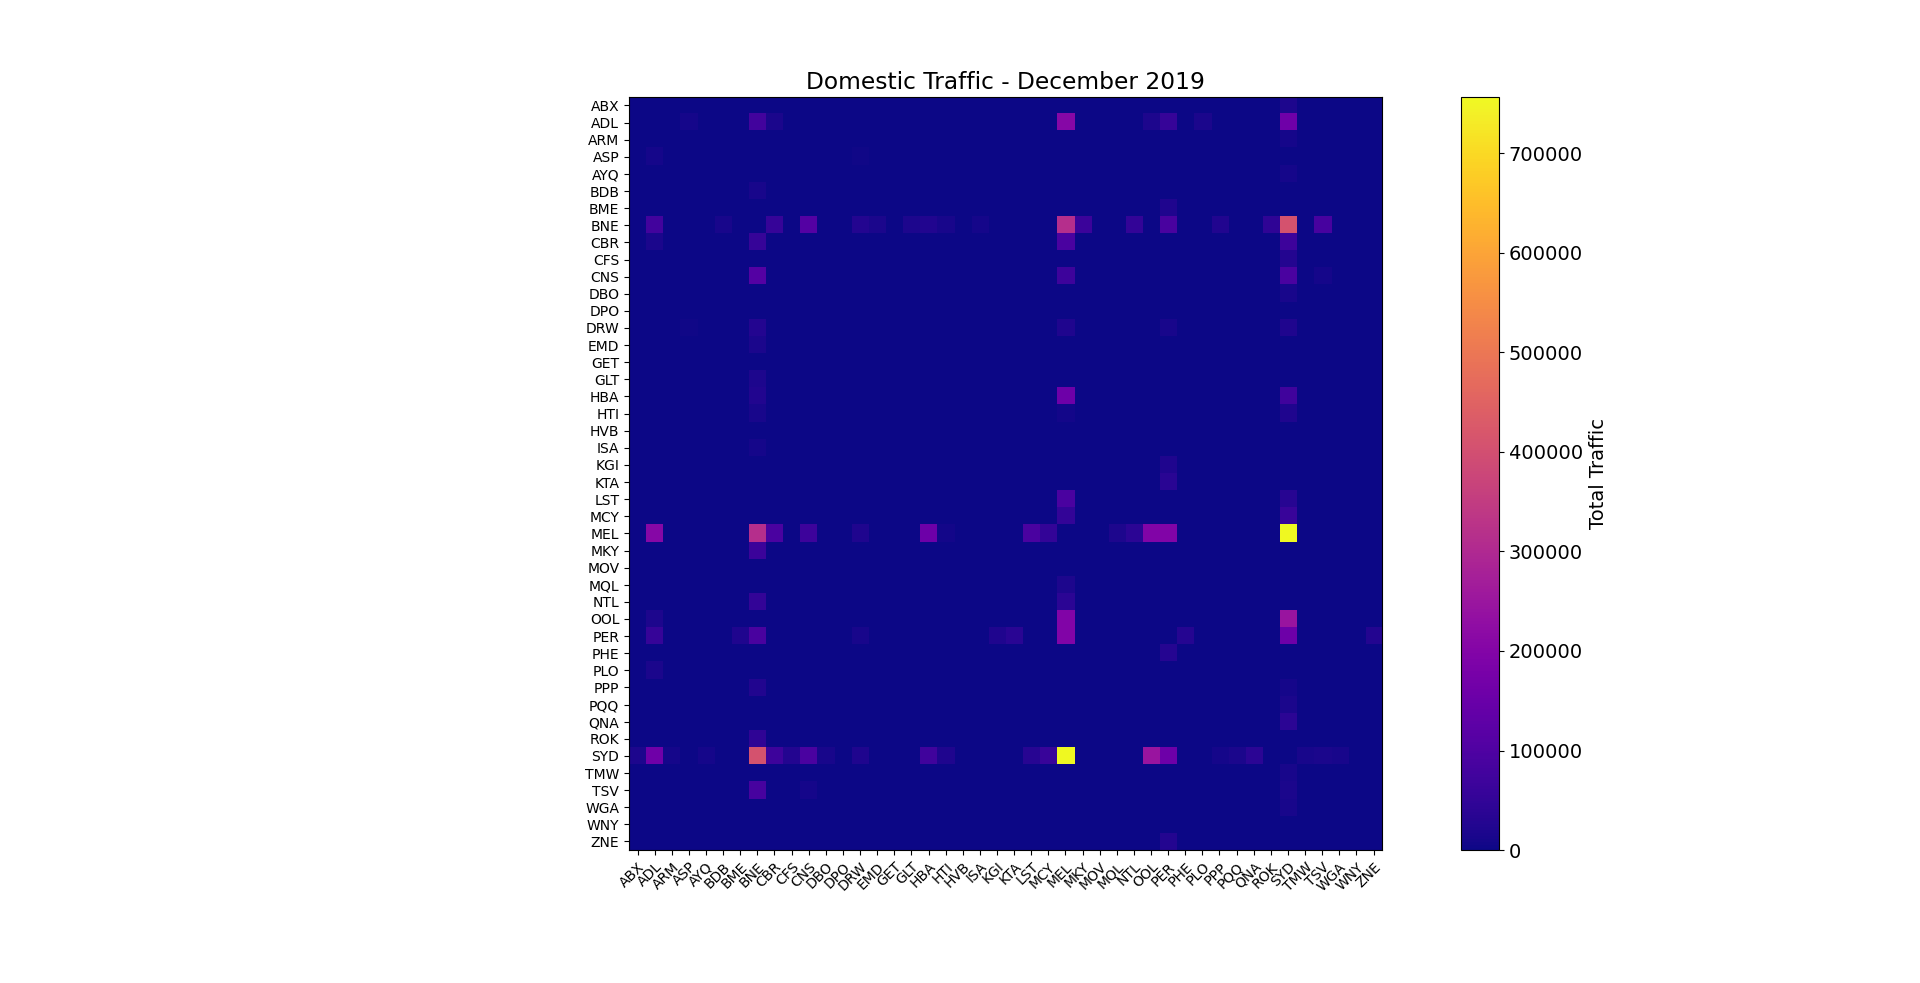 Domestic Traffic - December 2019
ABX
ADL
ARM
ASP
AYQ
BDB
BME
BNE
CBR
CFS
CNS
DBO
DPO
DRW
EMD
GET
GLT
HBA
HTI
HVB
ISA
KGI
KTA
LST
MCY
MEL
MKY
MOV
MQL
NTL
OOL
PER
PHE
PLO
PPP
PQQ
QNA
ROK
SYD
TMW
TSV
WGA
WNY
ZNE
ABX ADL ARM ASP AYQ BDB BME BNE CBR CFS CNS DBO DPO DRW EMD GET GLT HBA HTI HVB ISA KGI KTA LST MCY MEL MKY MOV MQL NTL OOL PER PHE PLO PPP PQQ QNA ROK SYD TMW TSV WGA WNY ZNE
700000
600000
500000
400000
300000
200000
100000
0
Total Traffic